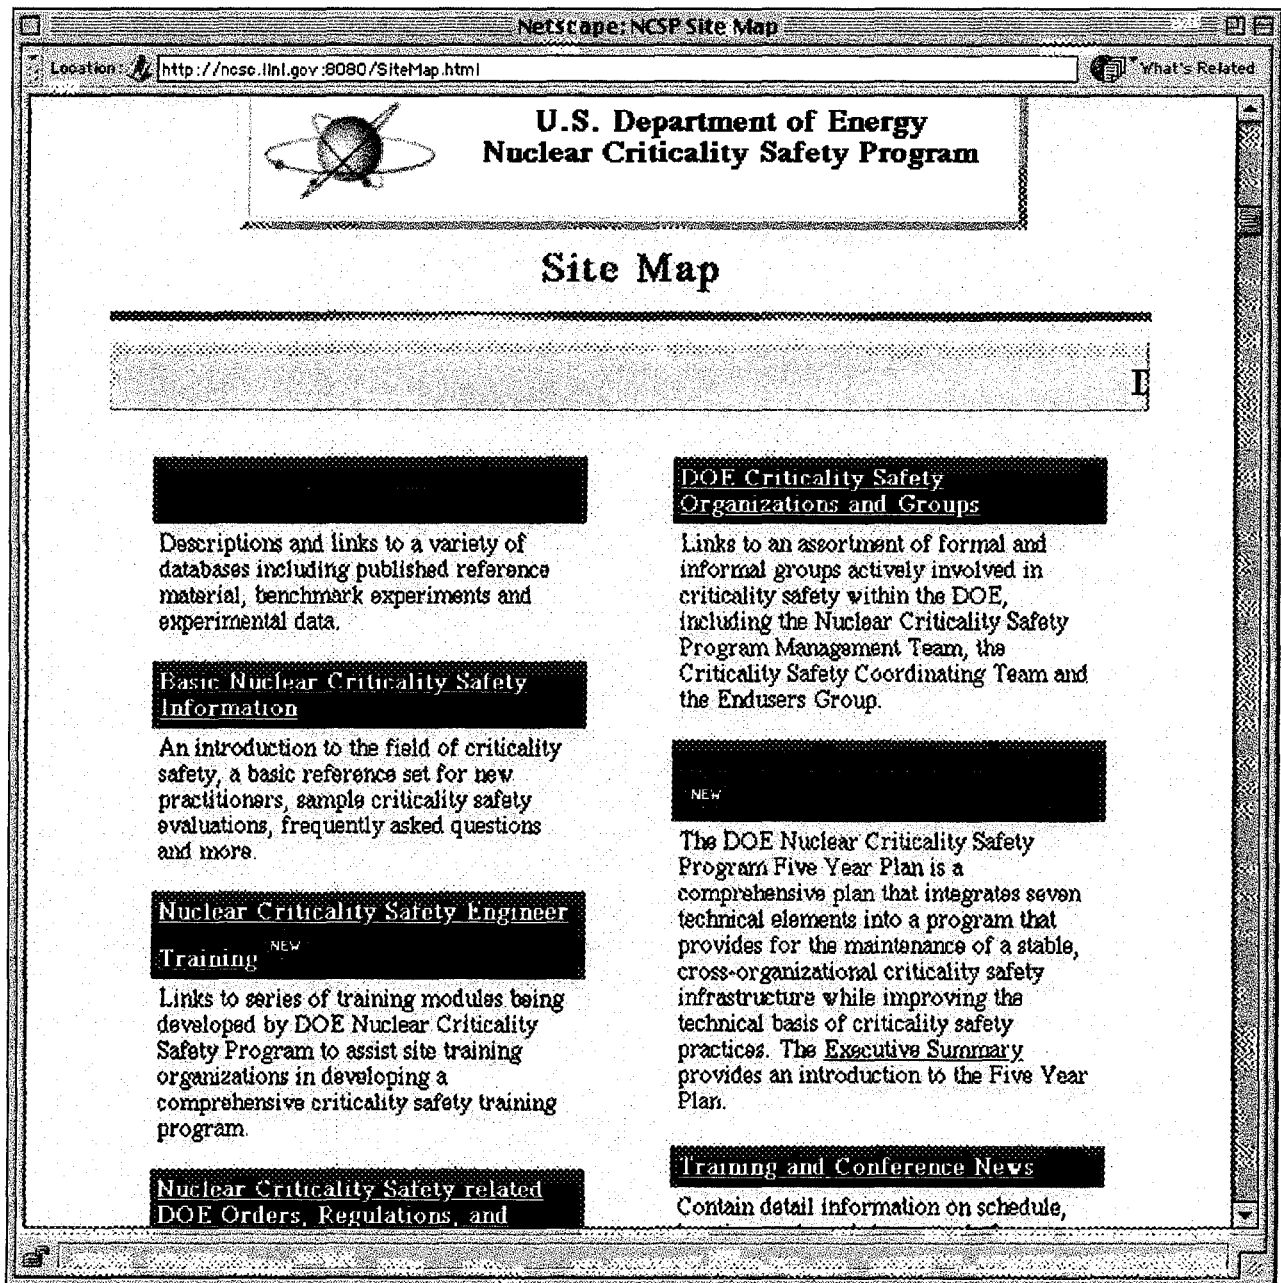 Netscape: NCSP Site Map
Location: http://ncsc.llnl.gov:8080/SiteMap.html
What's Related
U.S. Department of Energy
Nuclear Criticality Safety Program
Site Map
Descriptions and links to a variety of
databases including published reference
material, benchmark experiments and
experimental data.
Basic Nuclear Criticality Safety
Information
An introduction to the field of criticality
safety, a basic reference set for new
practitioners, sample criticality safety
evaluations, frequently asked questions
and more.
Nuclear Criticality Safety Engineer
Training NEW
Links to series of training modules being
developed by DOE Nuclear Criticality
Safety Program to assist site training
organizations in developing a
comprehensive criticality safety training
program.
Nuclear Criticality Safety related
DOE Orders, Regulations, and
DOE Criticality Safety
Organizations and Groups
Links to an assortment of formal and
informal groups actively involved in
criticality safety within the DOE,
including the Nuclear Criticality Safety
Program Management Team, the
Criticality Safety Coordinating Team and
the Endusers Group.
NEW
The DOE Nuclear Criticality Safety
Program Five Year Plan is a
comprehensive plan that integrates seven
technical elements into a program that
provides for the maintenance of a stable,
cross-organizational criticality safety
infrastructure while improving the
technical basis of criticality safety
practices. The Executive Summary
provides an introduction to the Five Year
Plan.
Training and Conference News
Contain detail information on schedule,